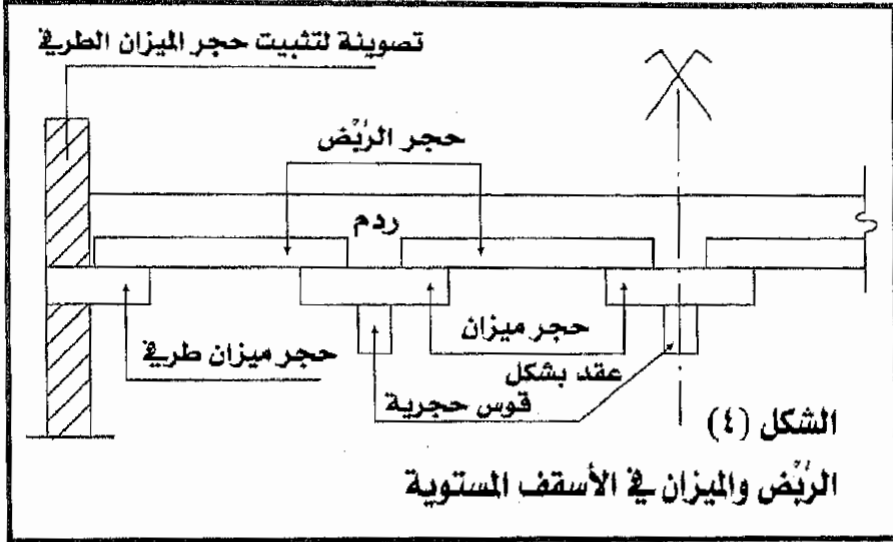 تصوينة لتثبيت حجر الميزان الطرفي
حجر الرُبْض
ردم
حجر ميزان
حجر ميزان طرفي
عقد بشكل
قوس حجرية
الشكل (٤)
الرُبْض والميزان في الأسقف المستوية